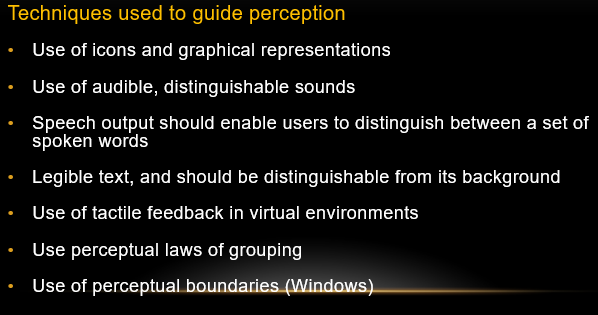 Techniques used to guide perception
• Use of icons and graphical representations
• Use of audible, distinguishable sounds
• Speech output should enable users to distinguish between a set of
spoken words
• Legible text, and should be distinguishable from its background
• Use of tactile feedback in virtual environments
• Use perceptual laws of grouping
• Use of perceptual boundaries (Windows)